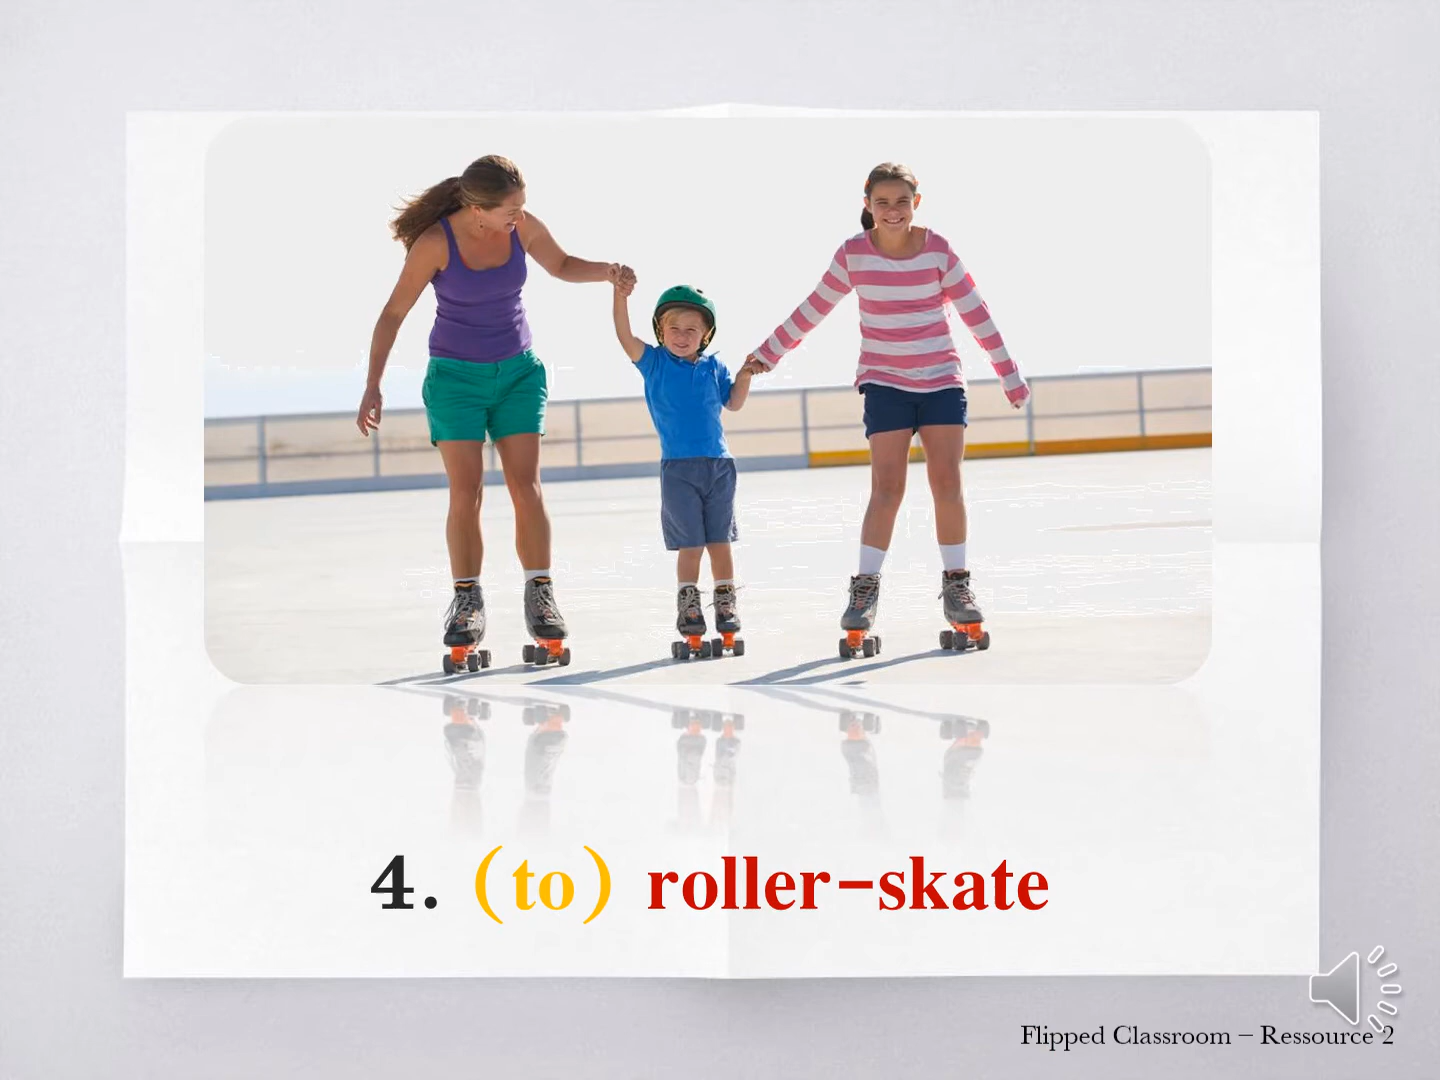 4. (to) roller-skate
Flipped Classroom – Ressource 2